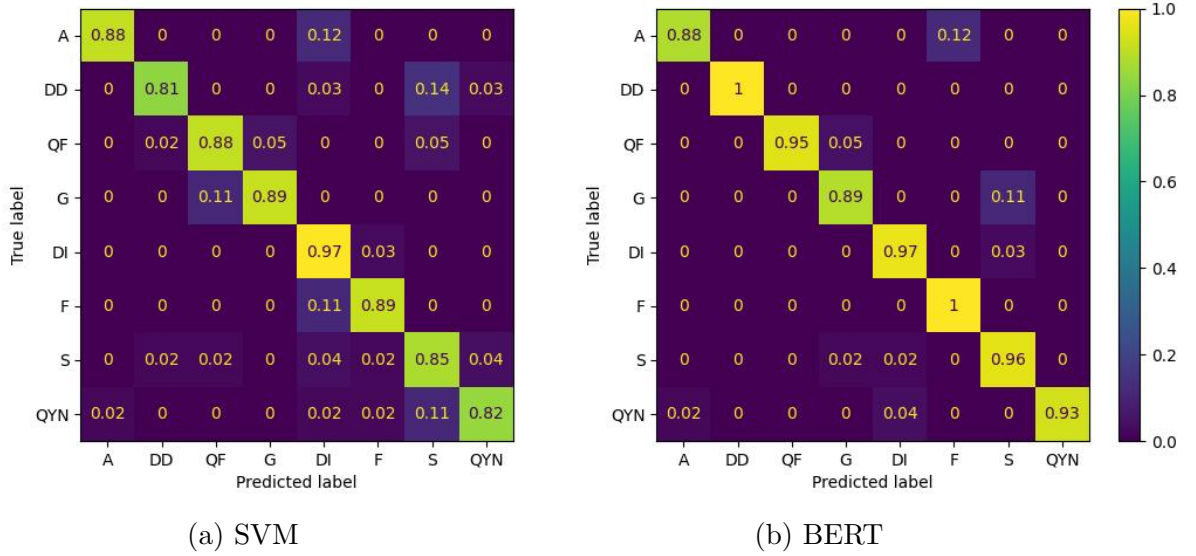 A 0.88 0 0 0 0.12 0 0 0
DD 0 0.81 0 0 0.03 0 0.14 0.03
QF 0 0.02 0.88 0.05 0 0 0.05 0
G 0 0 0.11 0.89 0 0 0 0
DI 0 0 0 0 0.97 0.03 0 0
F 0 0 0 0 0.11 0.89 0 0
S 0 0.02 0.02 0 0.04 0.02 0.85 0.04
QYN 0.02 0 0 0 0.02 0.02 0.11 0.82
A DD QF G DI F S QYN
True label
Predicted label
(a) SVM
A 0.88 0 0 0 0 0.12 0 0
DD 0 1 0 0 0 0 0 0
QF 0 0 0.95 0.05 0 0 0 0
G 0 0 0 0.89 0 0 0.11 0
DI 0 0 0 0 0.97 0 0.03 0
F 0 0 0 0 0 1 0 0
S 0 0 0 0.02 0.02 0 0.96 0
QYN 0.02 0 0 0 0.04 0 0 0.93
A DD QF G DI F S QYN
True label
Predicted label
(b) BERT
1.0
0.8
0.6
0.4
0.2
0.0